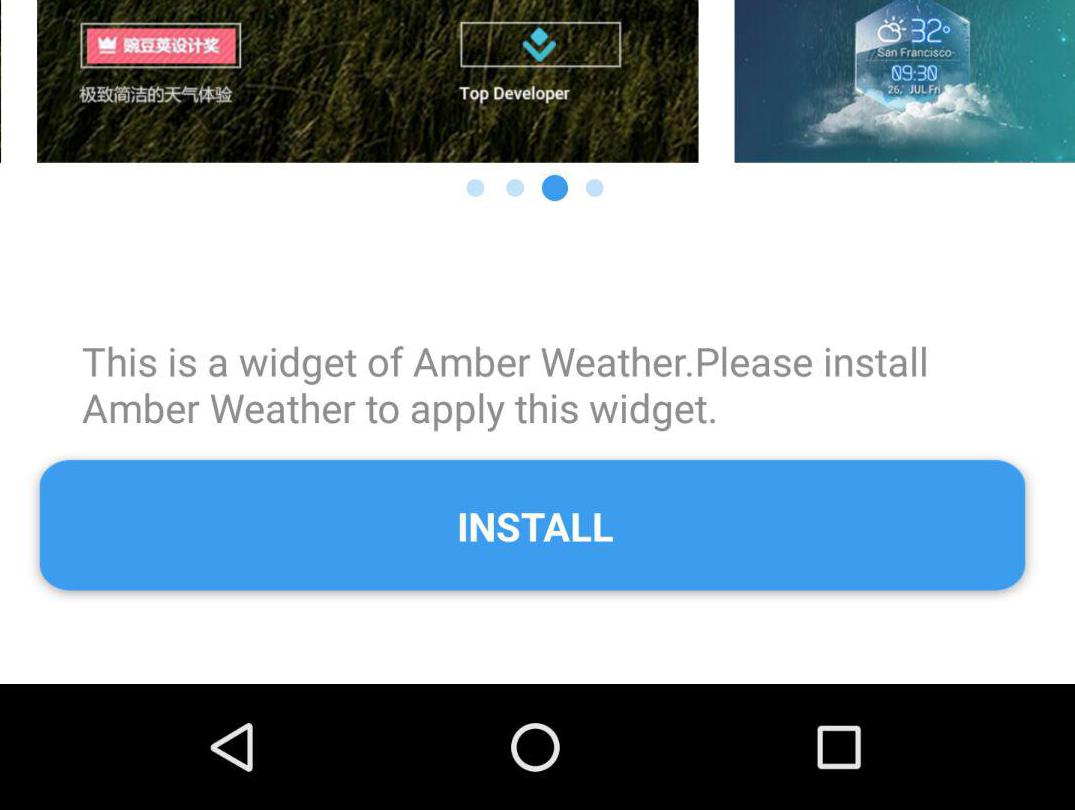 豌豆荚设计奖
极致简洁的天气体验
Top Developer
32°
San Francisco
09:30
26, JUL Fri
This is a widget of Amber Weather.Please install
Amber Weather to apply this widget.
INSTALL